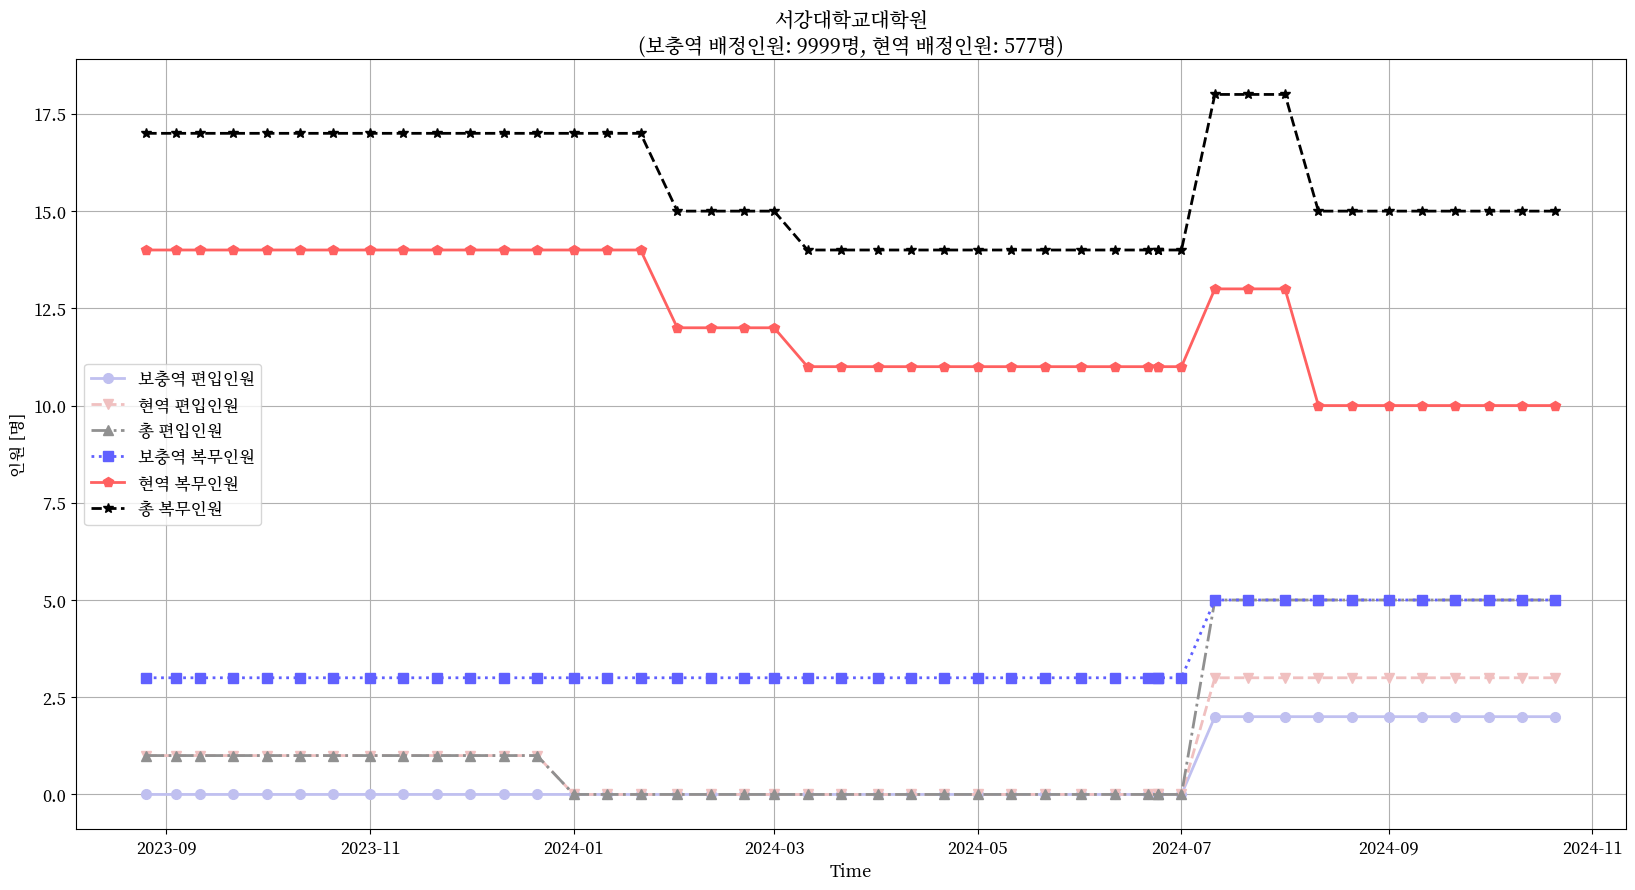 서강대학교대학원
(보충역 배정인원: 9999명, 현역 배정인원: 577명)
인원 [명]
17.5
15.0
12.5
10.0
7.5
5.0
2.5
0.0
보충역 편입인원
현역 편입인원
총 편입인원
보충역 복무인원
현역 복무인원
총 복무인원
2023-09
2023-11
2024-01
2024-03
2024-05
2024-07
2024-09
2024-11
Time